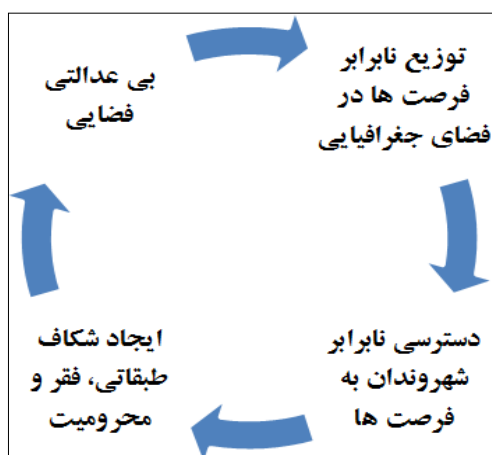 بی عدالتی
فضایی
توزیع نابرابر
فرصت ها در
فضای جغرافیایی
دسترسی نابرابر
شهروندان به
فرصت ها
ایجاد شکاف
طبقاتی، فقر و
محرومیت